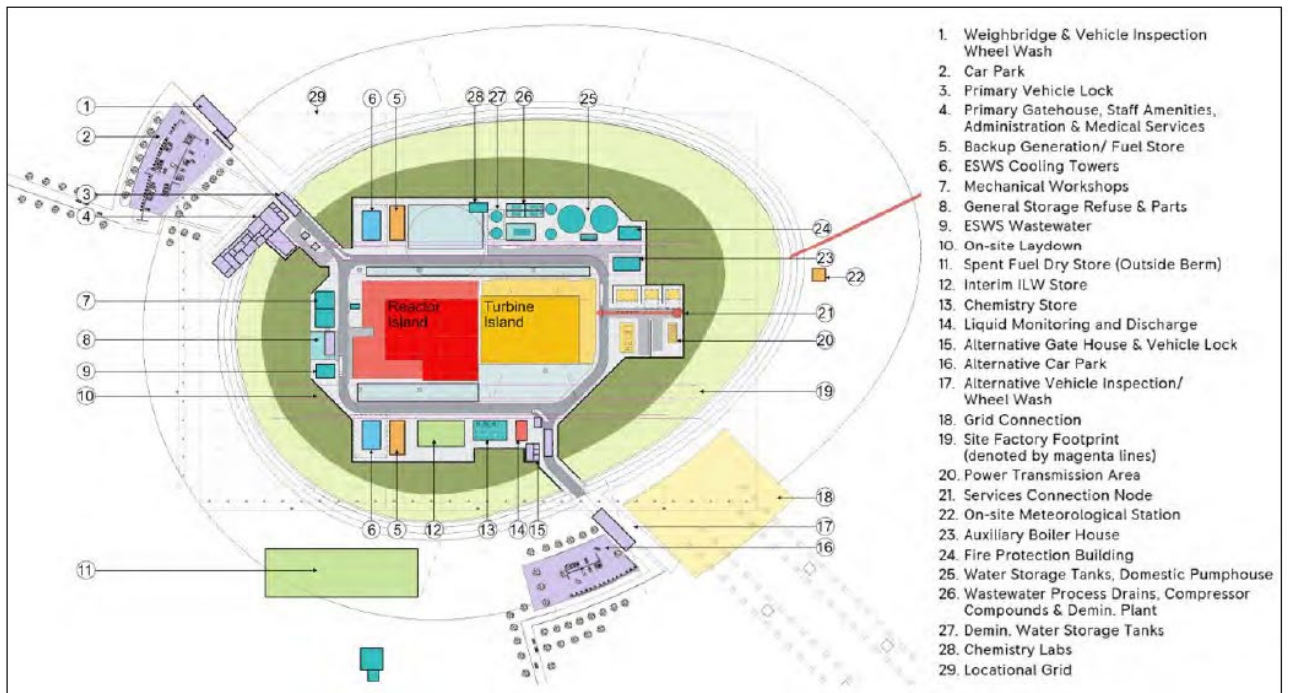 1
2
3
4
29
6
5
28
27
26
25
24
23
22
21
20
19
18
17
16
15
14
13
12
5
6
11
10
9
8
7
Reactor
Island
Turbine
Island
1. Weighbridge & Vehicle Inspection
Wheel Wash
2. Car Park
3. Primary Vehicle Lock
4. Primary Gatehouse, Staff Amenities,
Administration & Medical Services
5. Backup Generation/ Fuel Store
6. ESWS Cooling Towers
7. Mechanical Workshops
8. General Storage Refuse & Parts
9. ESWS Wastewater
10. On-site Laydown
11. Spent Fuel Dry Store (Outside Berm)
12. Interim ILW Store
13. Chemistry Store
14. Liquid Monitoring and Discharge
15. Alternative Gate House & Vehicle Lock
16. Alternative Car Park
17. Alternative Vehicle Inspection/
Wheel Wash
18. Grid Connection
19. Site Factory Footprint
(denoted by magenta lines)
20. Power Transmission Area
21. Services Connection Node
22. On-site Meteorological Station
23. Auxiliary Boiler House
24. Fire Protection Building
25. Water Storage Tanks, Domestic Pumphouse
26. Wastewater Process Drains, Compressor
Compounds & Demin. Plant
27. Demin. Water Storage Tanks
28. Chemistry Labs
29. Locational Grid